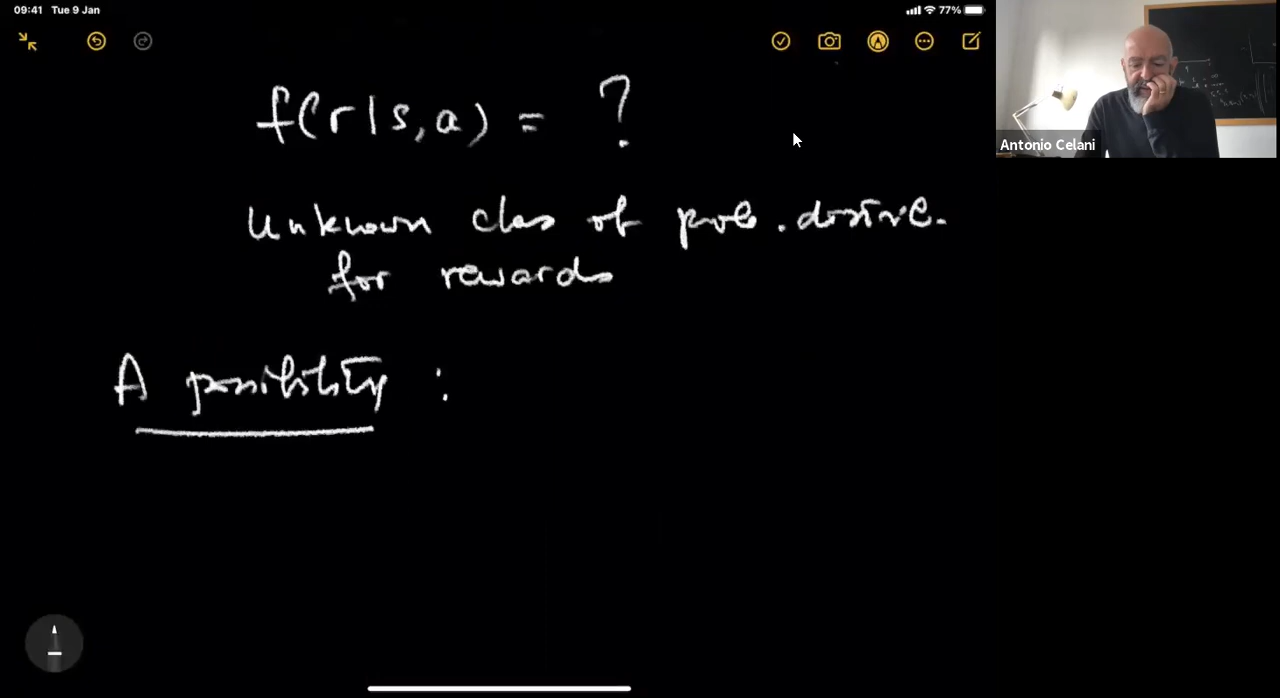 09:41 Tue 9 Jan
77%
Antonio Celani
f(r|s,a) = ?
Unknown class of prob. distrib.
for rewards
A possibility :